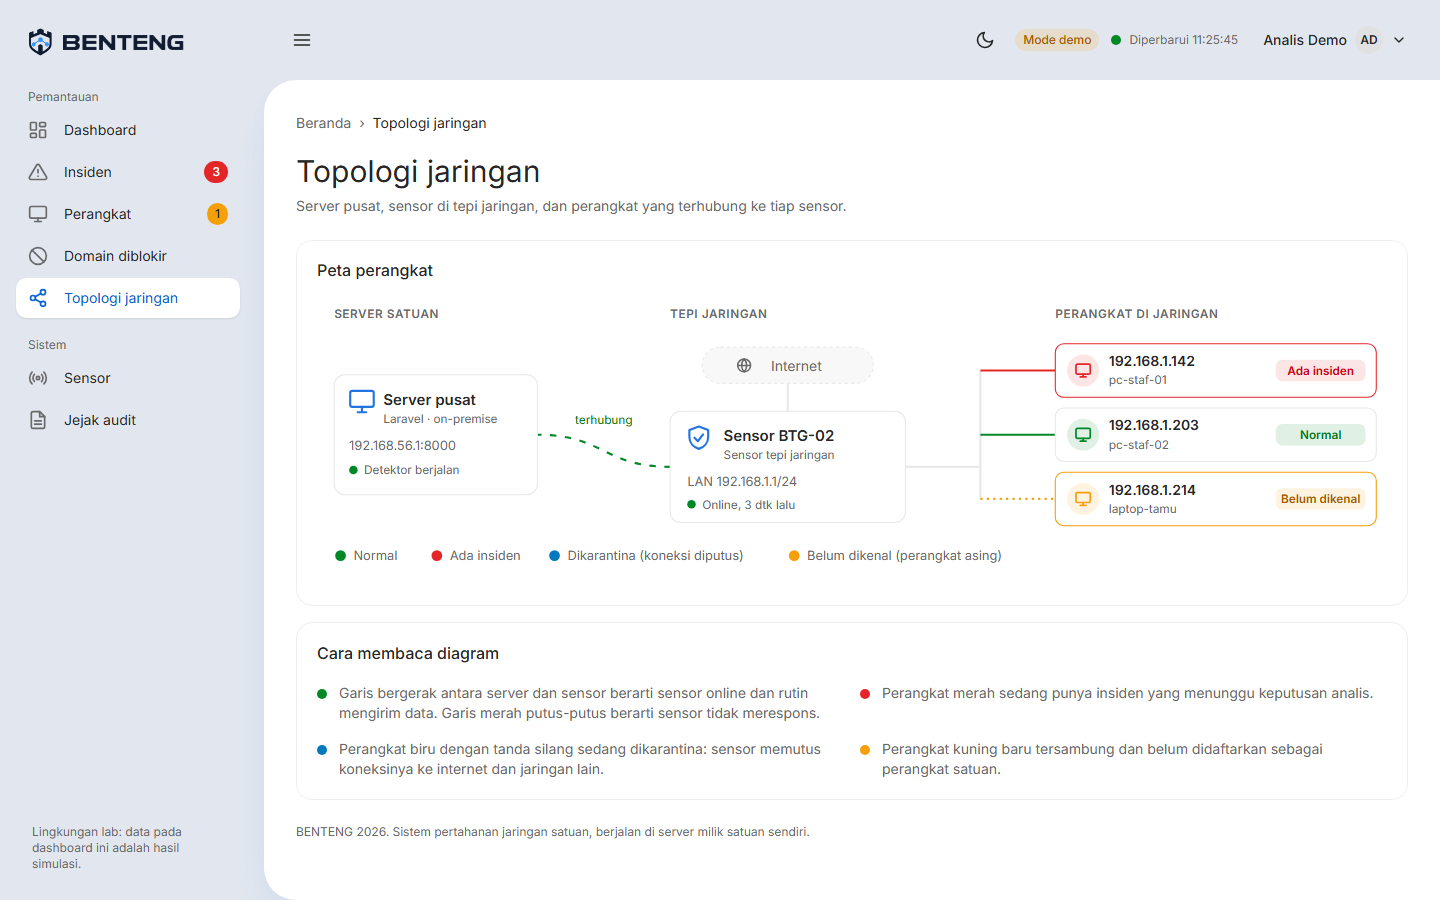 BENTENG
Mode demo
Diperbarui 11:25:45
Analis Demo
AD
Pemantauan
Dashboard
Insiden
3
Perangkat
1
Domain diblokir
Topologi jaringan
Sistem
Sensor
Jejak audit
Lingkungan lab: data pada
dashboard ini adalah hasil
simulasi.
Beranda › Topologi jaringan
Topologi jaringan
Server pusat, sensor di tepi jaringan, dan perangkat yang terhubung ke tiap sensor.
Peta perangkat
SERVER SATUAN
TEPI JARINGAN
PERANGKAT DI JARINGAN
Server pusat
Laravel · on-premise
192.168.56.1:8000
Detektor berjalan
terhubung
Internet
Sensor BTG-02
Sensor tepi jaringan
LAN 192.168.1.1/24
Online, 3 dtk lalu
192.168.1.142
pc-staf-01
Ada insiden
192.168.1.203
pc-staf-02
Normal
192.168.1.214
laptop-tamu
Belum dikenal
Normal
Ada insiden
Dikarantina (koneksi diputus)
Belum dikenal (perangkat asing)
Cara membaca diagram
Garis bergerak antara server dan sensor berarti sensor online dan rutin
mengirim data. Garis merah putus-putus berarti sensor tidak merespons.
Perangkat merah sedang punya insiden yang menunggu keputusan analis.
Perangkat biru dengan tanda silang sedang dikarantina: sensor memutus
koneksinya ke internet dan jaringan lain.
Perangkat kuning baru tersambung dan belum didaftarkan sebagai
perangkat satuan.
BENTENG 2026. Sistem pertahanan jaringan satuan, berjalan di server milik satuan sendiri.